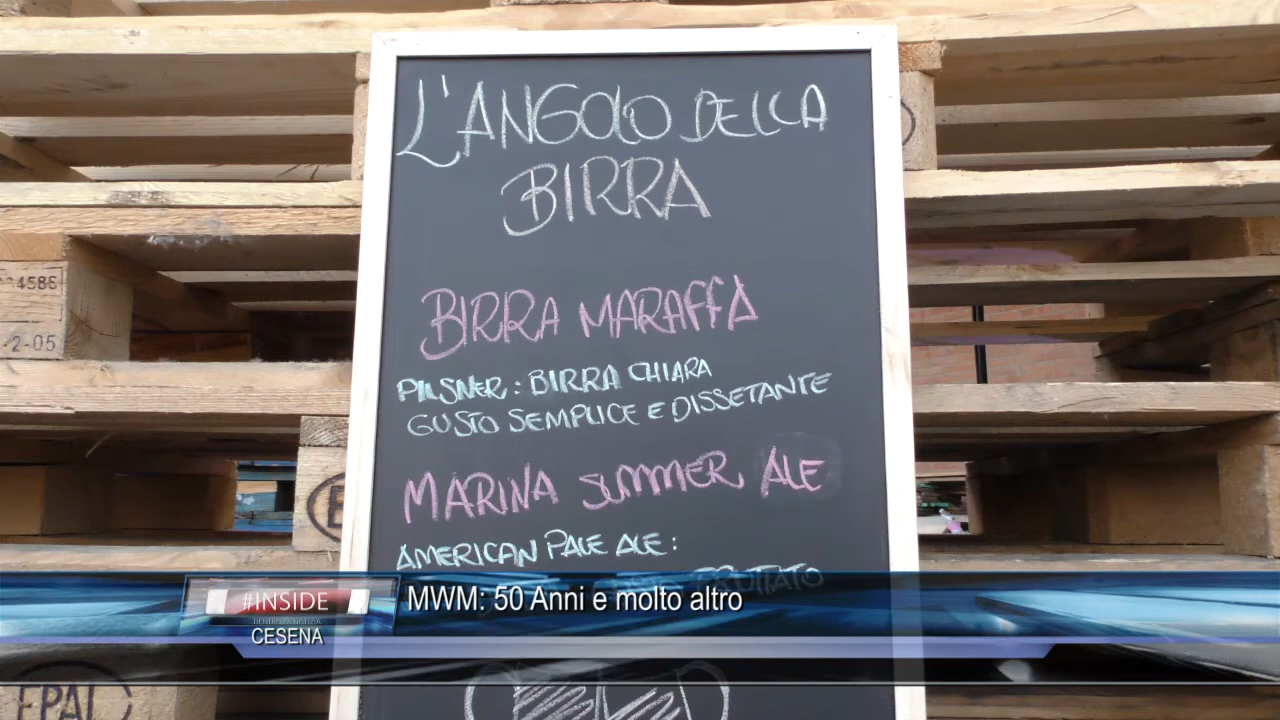 L'ANGOLO DELLA
BIRRA
BIRRA MARAFFA
PILSNER: BIRRA CHIARA
GUSTO SEMPLICE E DISSETANTE
MARINA SUMMER ALE
AMERICAN PALE ALE:
FRUTTATO
#INSIDE
CESENA
MWM: 50 Anni e molto altro
4586
2-05
EPAL